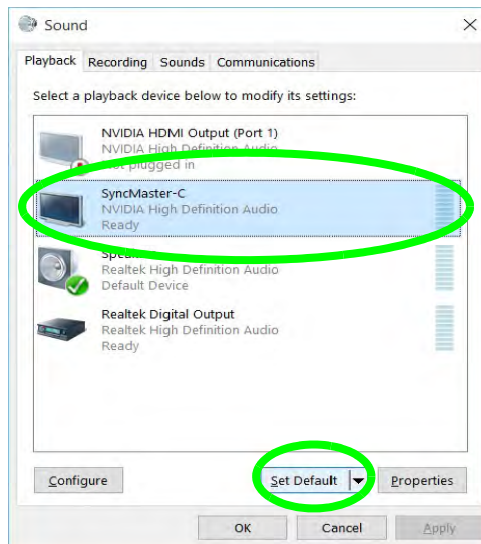 Sound
Playback Recording Sounds Communications
Select a playback device below to modify its settings:
NVIDIA HDMI Output (Port 1)
NVIDIA High Definition Audio
Not plugged in
SyncMaster-C
NVIDIA High Definition Audio
Ready
Realtek High Definition Audio
Default Device
Realtek Digital Output
Realtek High Definition Audio
Ready
Configure Set Default Properties
OK Cancel Apply